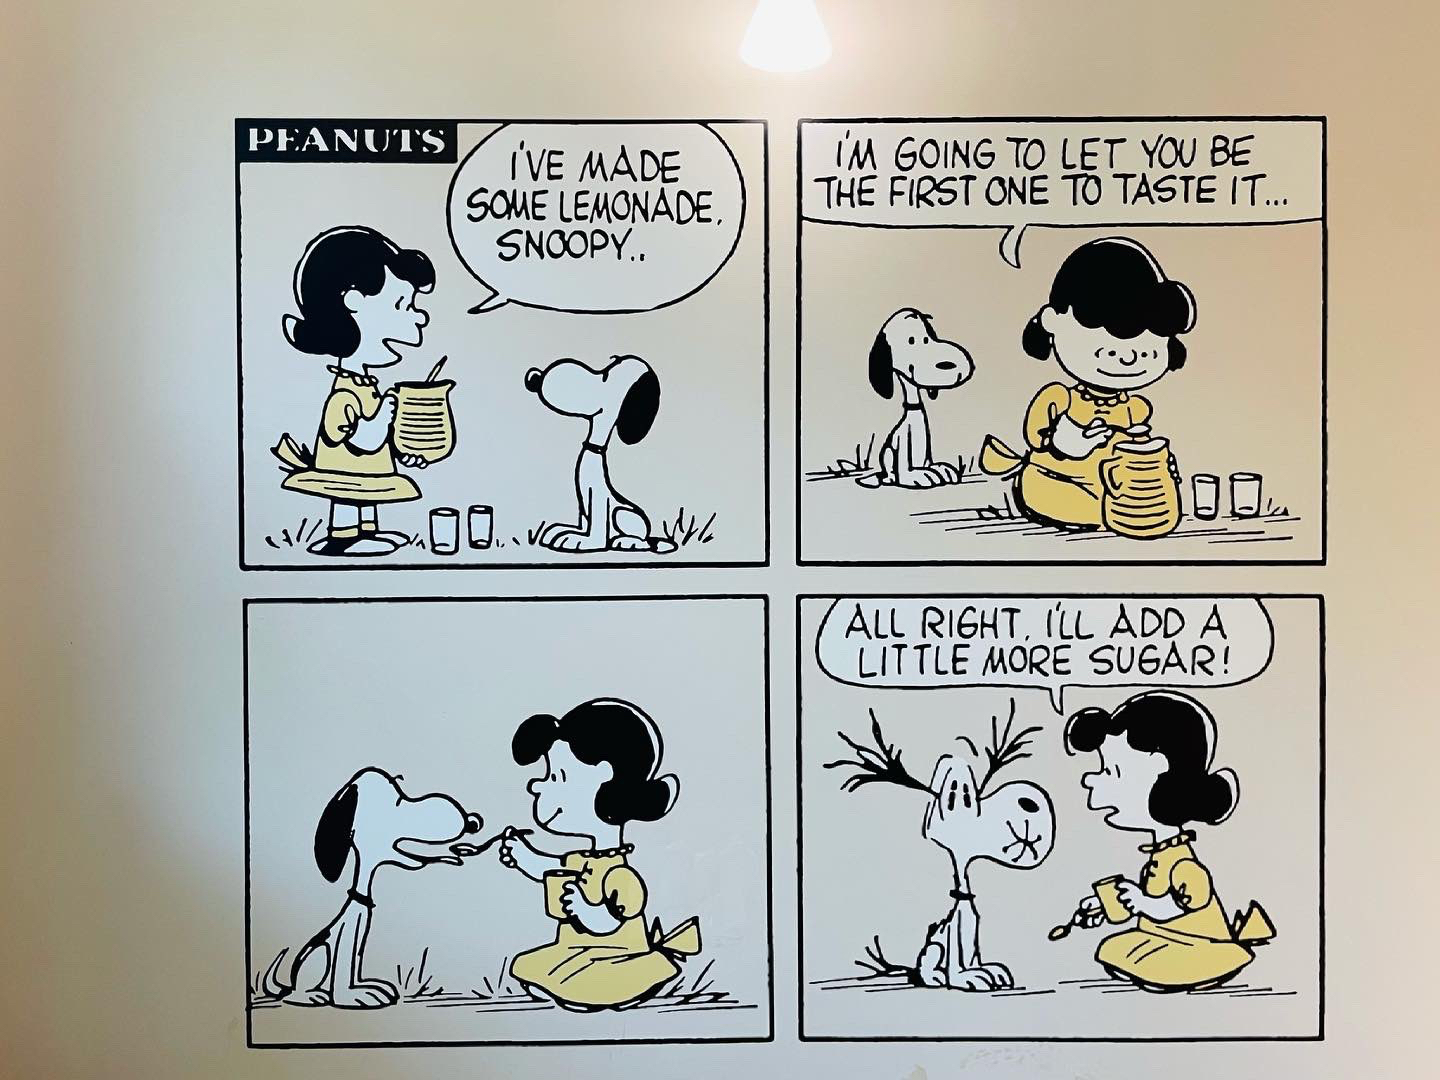 PEANUTS
I'VE MADE
SOME LEMONADE,
SNOOPY..
I'M GOING TO LET YOU BE
THE FIRST ONE TO TASTE IT...
ALL RIGHT, I'LL ADD A
LITTLE MORE SUGAR!